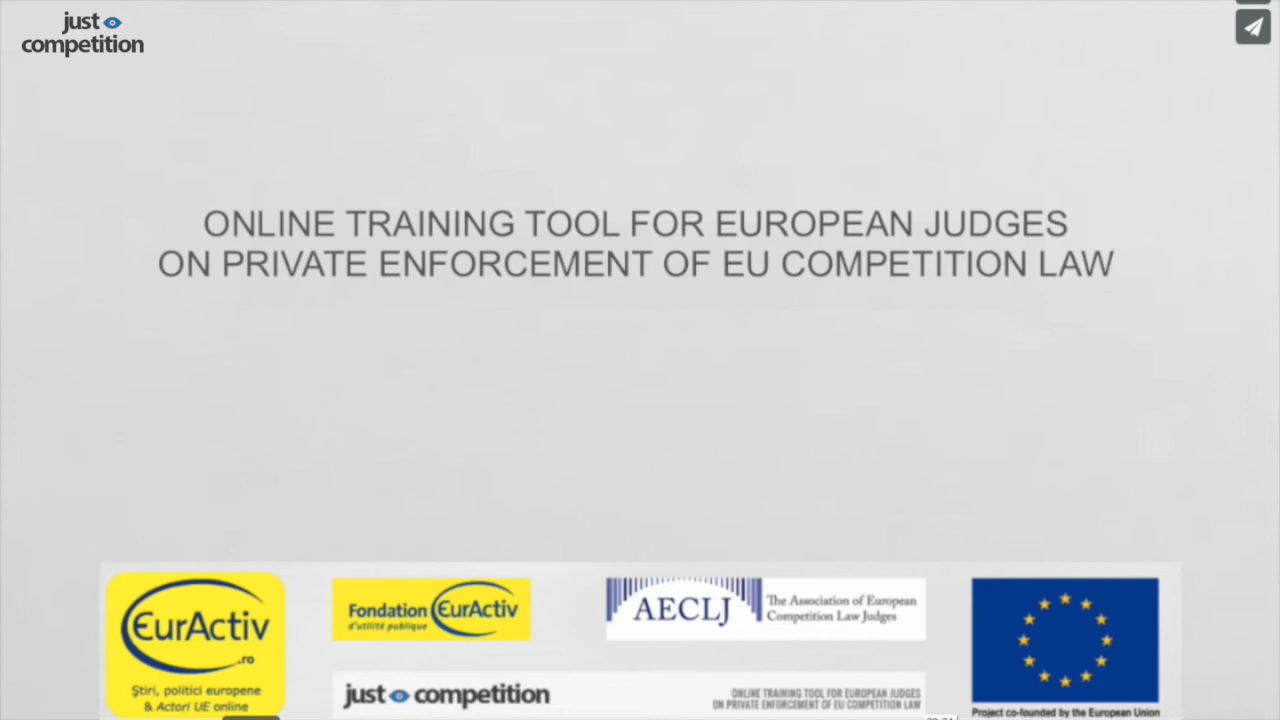 just
competition
ONLINE TRAINING TOOL FOR EUROPEAN JUDGES
ON PRIVATE ENFORCEMENT OF EU COMPETITION LAW
EurActiv
.ro
Ştiri, politici europene
& Actori UE online
Fondation EurActiv
d'utilité publique
AECLJ
The Association of European
Competition Law Judges
just competition
ONLINE TRAINING TOOL FOR EUROPEAN JUDGES
ON PRIVATE ENFORCEMENT OF EU COMPETITION LAW
Project co-founded by the European Union